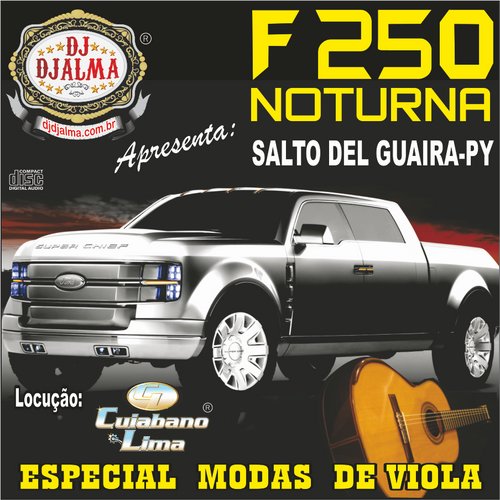 DJ
DJALMA
djdjalma.com.br
®
F 250
NOTURNA
Apresenta:
SALTO DEL GUAIRA-PY
COMPACT
disc
DIGITAL AUDIO
SUPER CHIEF
Locução:
Cuiabano ®
Lima
ESPECIAL MODAS DE VIOLA